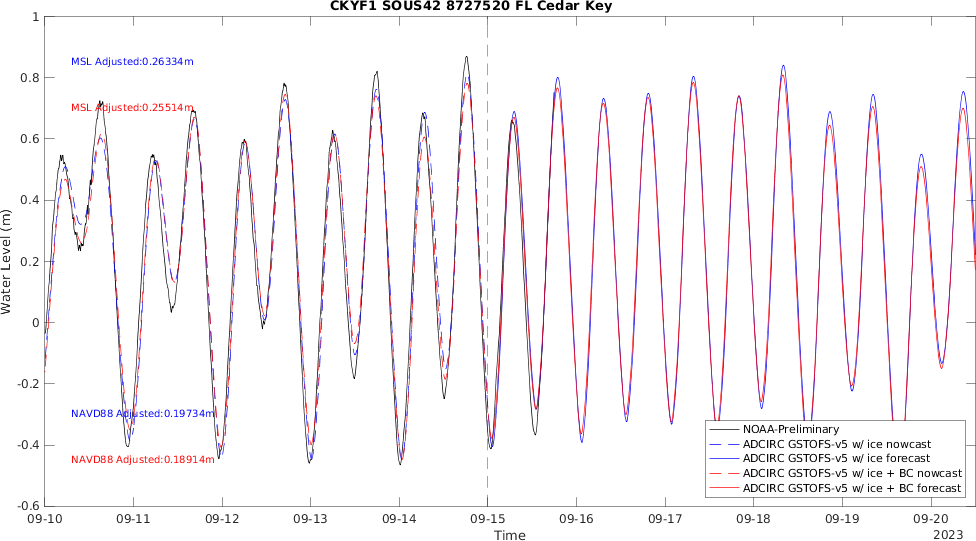 CKYF1 SOUS42 8727520 FL Cedar Key
1
0.8
0.6
0.4
0.2
0
-0.2
-0.4
-0.6
Water Level (m)
MSL Adjusted:0.26334m
MSL Adjusted:0.25514m
NAVD88 Adjusted:0.19734m
NAVD88 Adjusted:0.18914m
NOAA-Preliminary
ADCIRC GSTOFS-v5 w/ ice nowcast
ADCIRC GSTOFS-v5 w/ ice forecast
ADCIRC GSTOFS-v5 w/ ice + BC nowcast
ADCIRC GSTOFS-v5 w/ ice + BC forecast
09-10 09-11 09-12 09-13 09-14 09-15 09-16 09-17 09-18 09-19 09-20
Time
2023